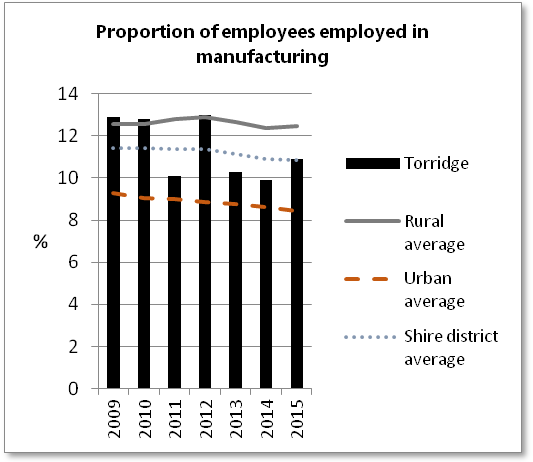 Proportion of employees employed in
manufacturing
14
12
10
8
6
4
2
0
%
2009
2010
2011
2012
2013
2014
2015
Torridge
Rural
average
Urban
average
Shire district
average